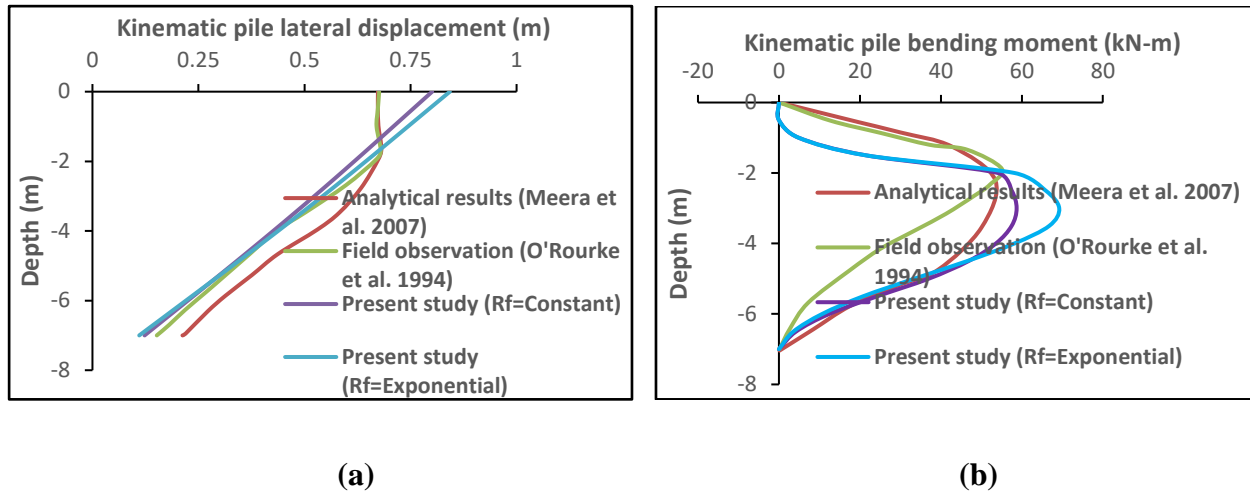 Kinematic pile lateral displacement (m)
0 0.25 0.5 0.75 1
0
-2
-4
-6
-8
Depth (m)
Analytical results (Meera et
al. 2007)
Field observation (O'Rourke
et al. 1994)
Present study (Rf=Constant)
Present study
(Rf=Exponential)
(a)
Kinematic pile bending moment (kN-m)
-20 0 20 40 60 80
0
-2
-4
-6
-8
Depth (m)
Analytical results (Meera et al. 2007)
Field observation (O'Rourke et al.
1994)
Present study (Rf=Constant)
Present study (Rf=Exponential)
(b)